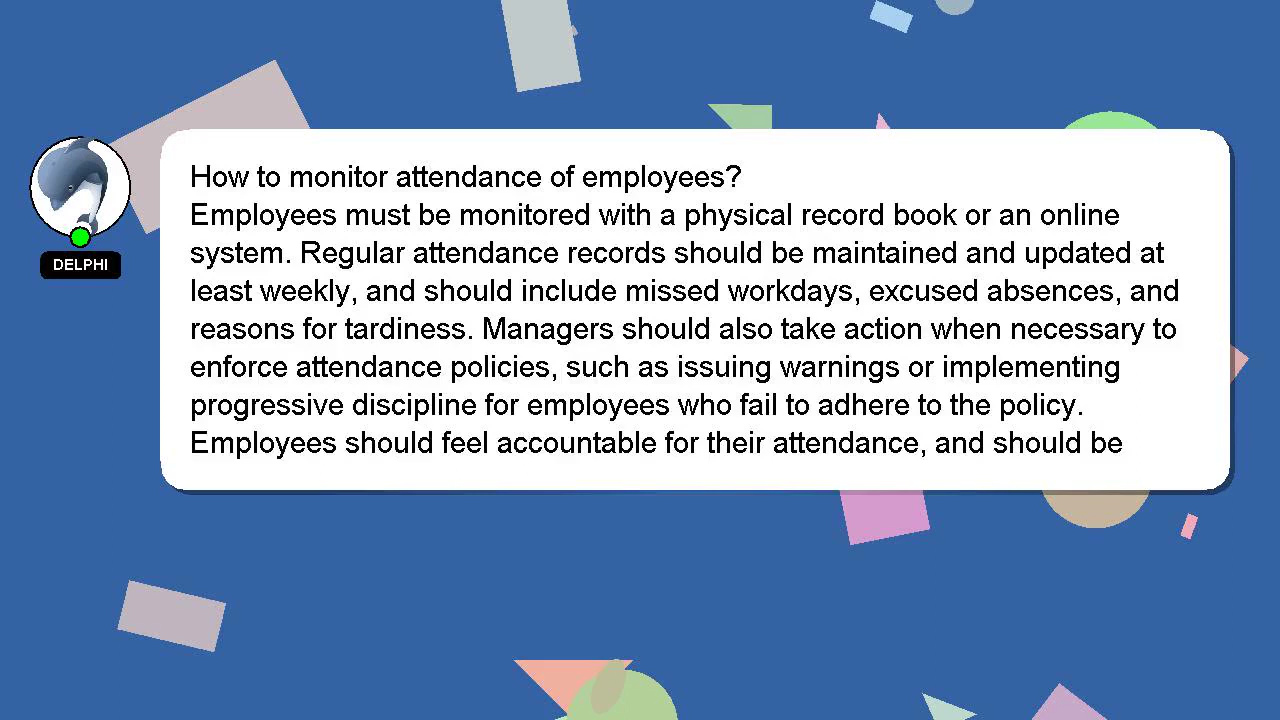 How to monitor attendance of employees?
Employees must be monitored with a physical record book or an online
system. Regular attendance records should be maintained and updated at
least weekly, and should include missed workdays, excused absences, and
reasons for tardiness. Managers should also take action when necessary to
enforce attendance policies, such as issuing warnings or implementing
progressive discipline for employees who fail to adhere to the policy.
Employees should feel accountable for their attendance, and should be
DELPHI